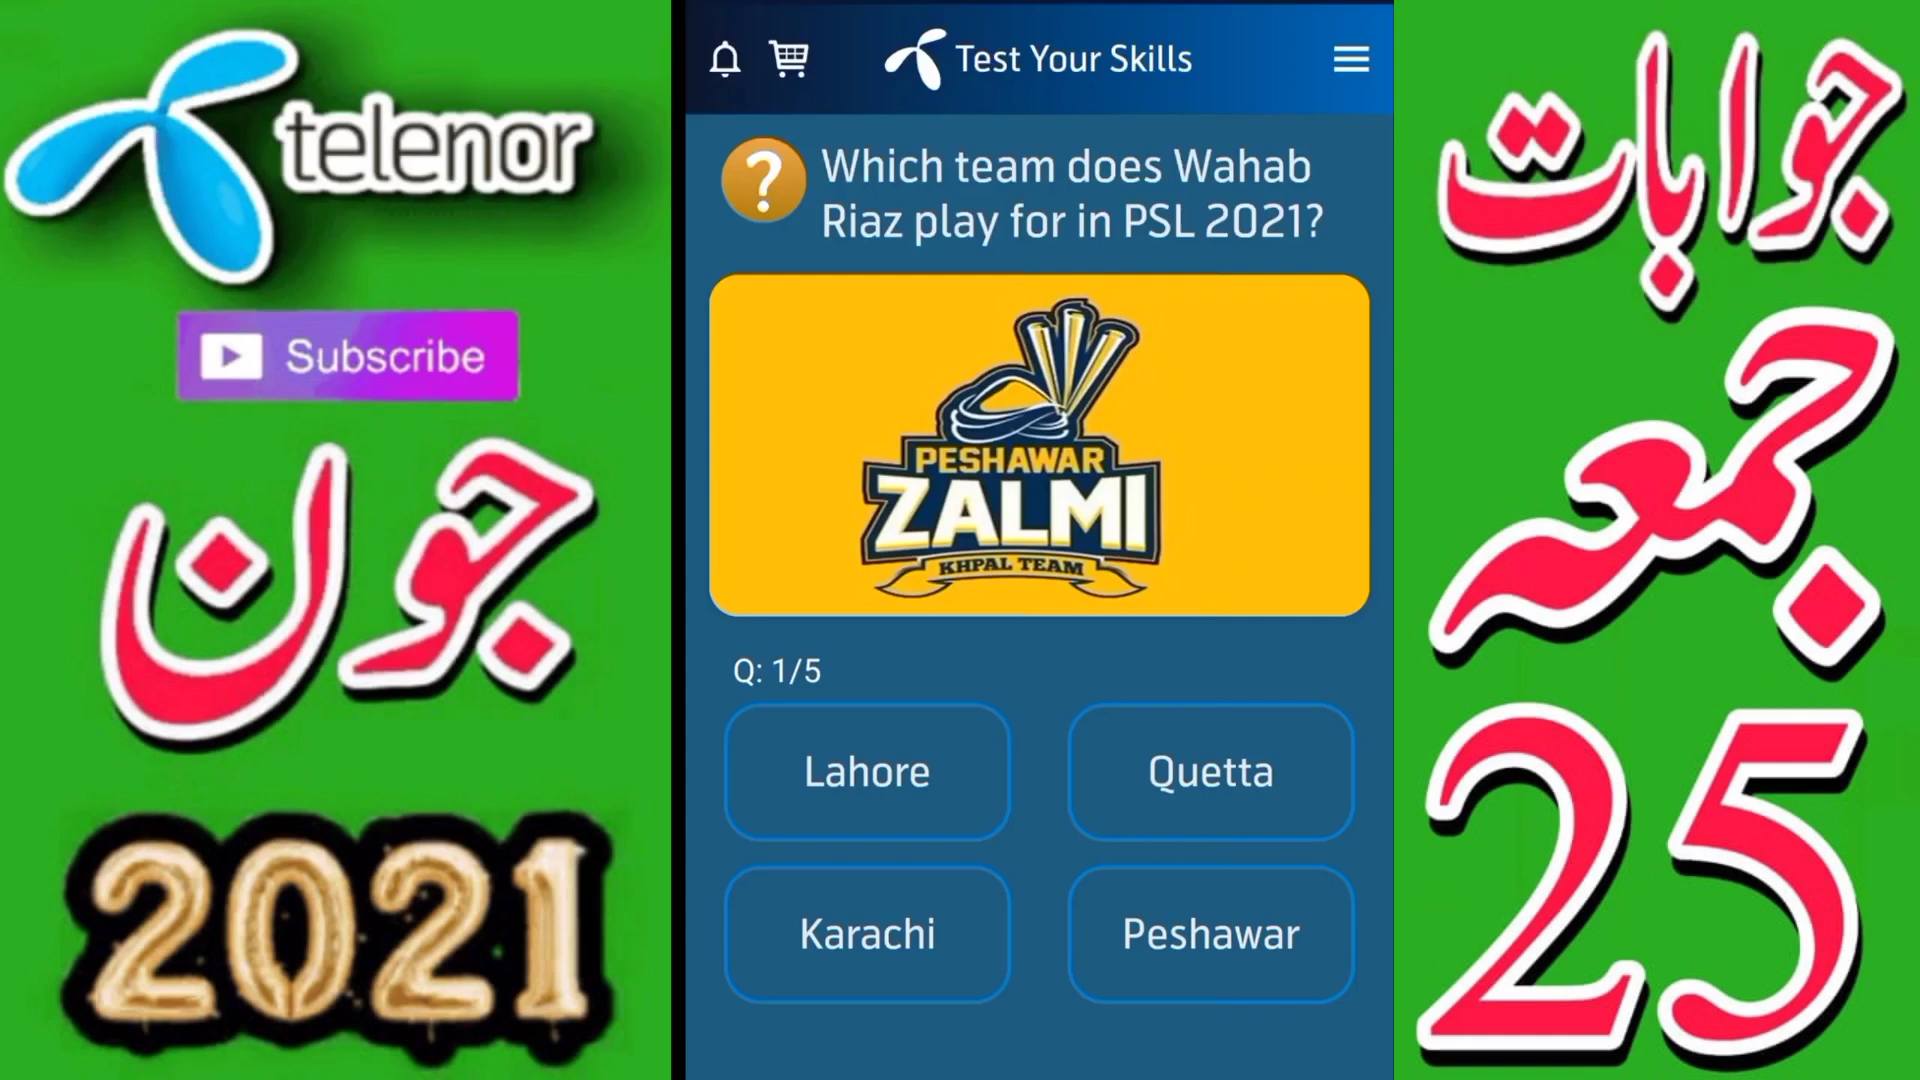 telenor
Subscribe
جون
2021
Test Your Skills
Which team does Wahab
Riaz play for in PSL 2021?
PESHAWAR
ZALMI
KHPAL TEAM
Q: 1/5
Lahore
Quetta
Karachi
Peshawar
جوابات
جمعہ
25